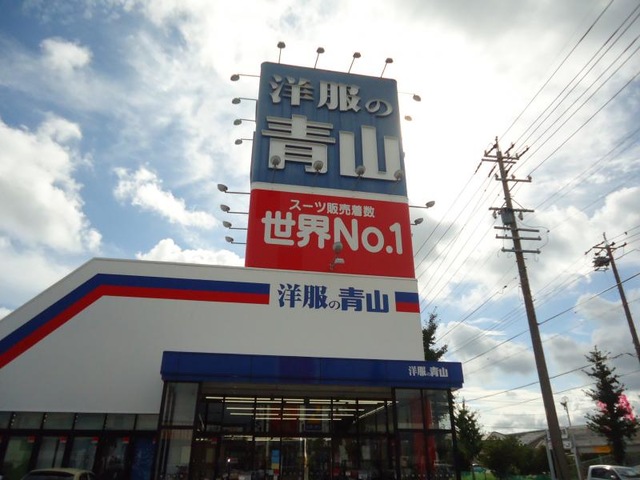 洋服の
青山
スーツ販売着数
世界No.1
洋服の青山
洋服の青山